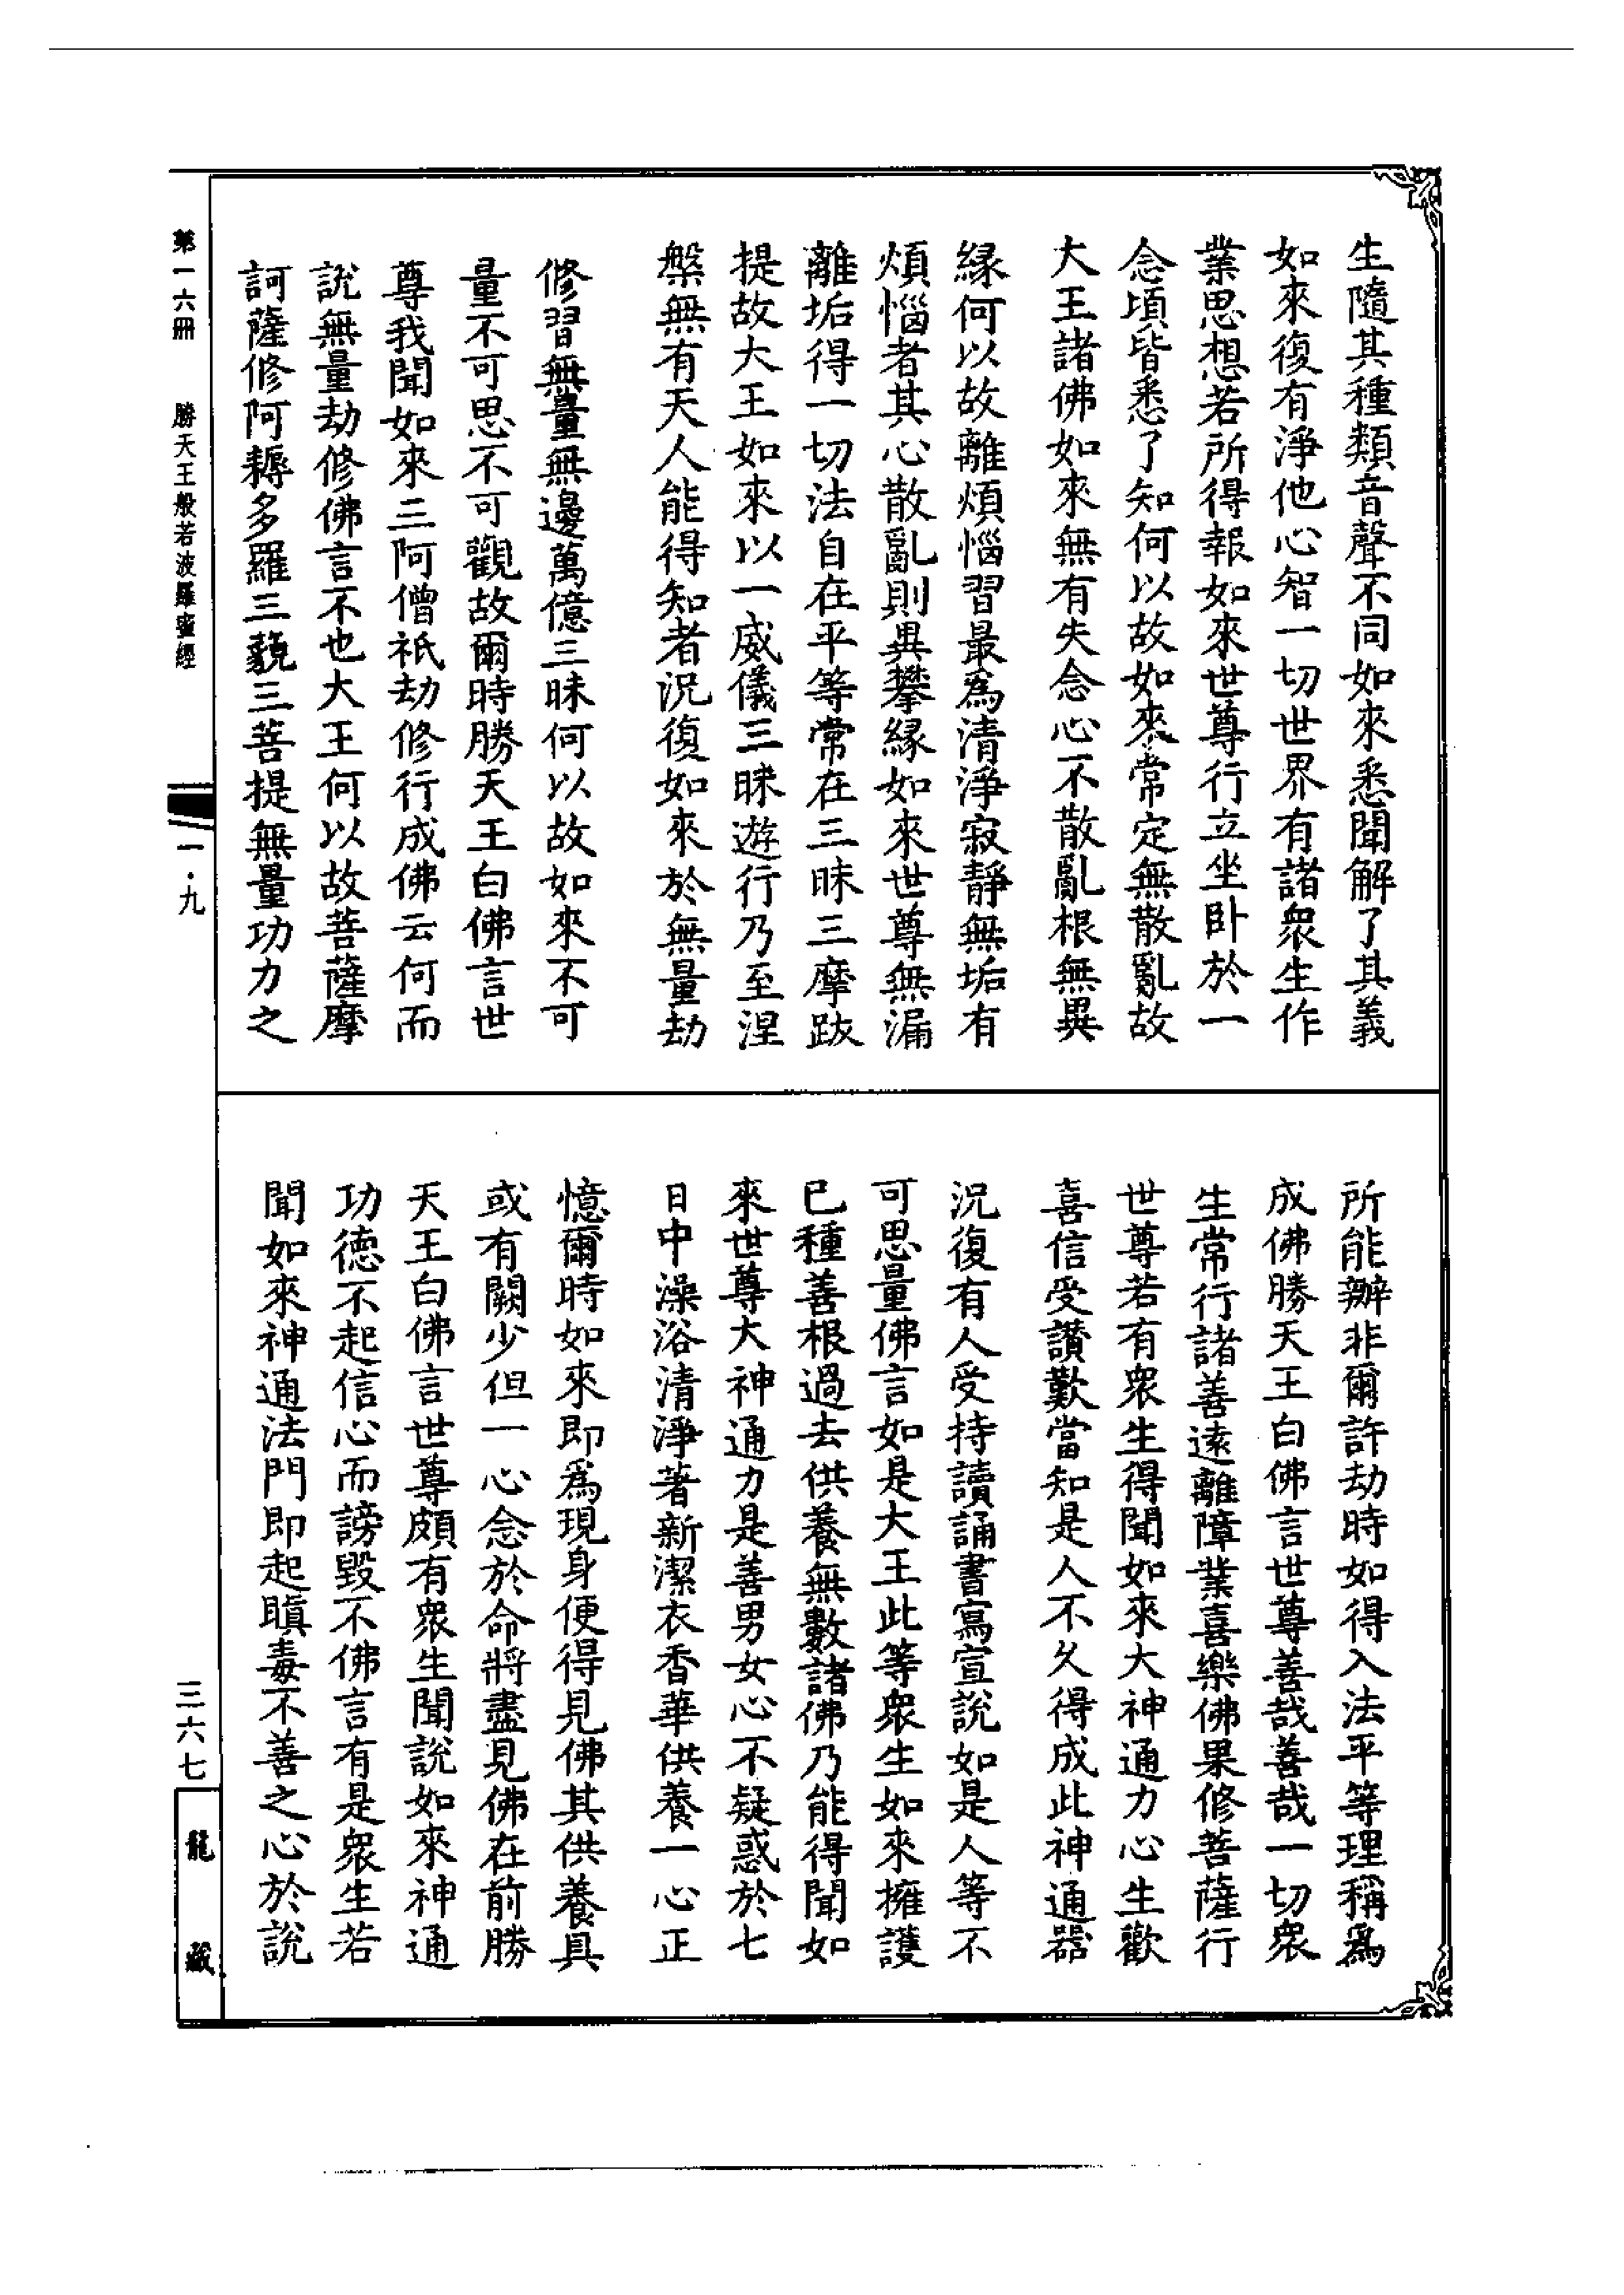 生隨其種類音聲不同如來悉聞解了其義
如來復有淨他心智一切世界有諸衆生作
業思想若所得報如來世尊行立坐卧於一
念頃皆悉了知何以故如來常定無散亂故
大王諸佛如來無有失念心不散亂根無異
緣何以故離煩惱習最爲清淨寂靜無垢有
煩惱者其心散亂則異攀緣如來世尊無漏
離垢得一切法自在平等常在三昧三摩跋
提故大王如來以一威儀三昧遊行乃至涅
槃無有天人能得知者況復如來於無量劫
修習無量無邊萬億三昧何以故如來不可
量不可思不可觀故爾時勝天王白佛言世
尊我聞如來三阿僧祇劫修行成佛云何而
說無量劫修佛言不也大王何以故菩薩摩
訶薩修阿耨多羅三藐三菩提無量功力之
所能辦非爾許劫時如得入法平等理稱爲
成佛勝天王白佛言世尊善哉善哉一切衆
生常行諸善遠離障業喜樂佛果修菩薩行
世尊若有衆生得聞如來大神通力心生歡
喜信受讚歎當知是人不久得成此神通器
況復有人受持讀誦書寫宣說如是人等不
可思量佛言如是大王此等衆生如來擁護
已種善根過去供養無數諸佛乃能得聞如
來世尊大神通力是善男女心不疑惑於七
日中澡浴清淨著新潔衣香華供養一心正
憶爾時如來即爲現身便得見佛其供養具
或有闕少但一心念於命將盡見佛在前勝
天王白佛言世尊頗有衆生聞說如來神通
功德不起信心而謗毀不佛言有是衆生若
聞如來神通法門即起瞋毒不善之心於說
第一六册 勝天王般若波羅蜜經
一·九
三六七
龍藏